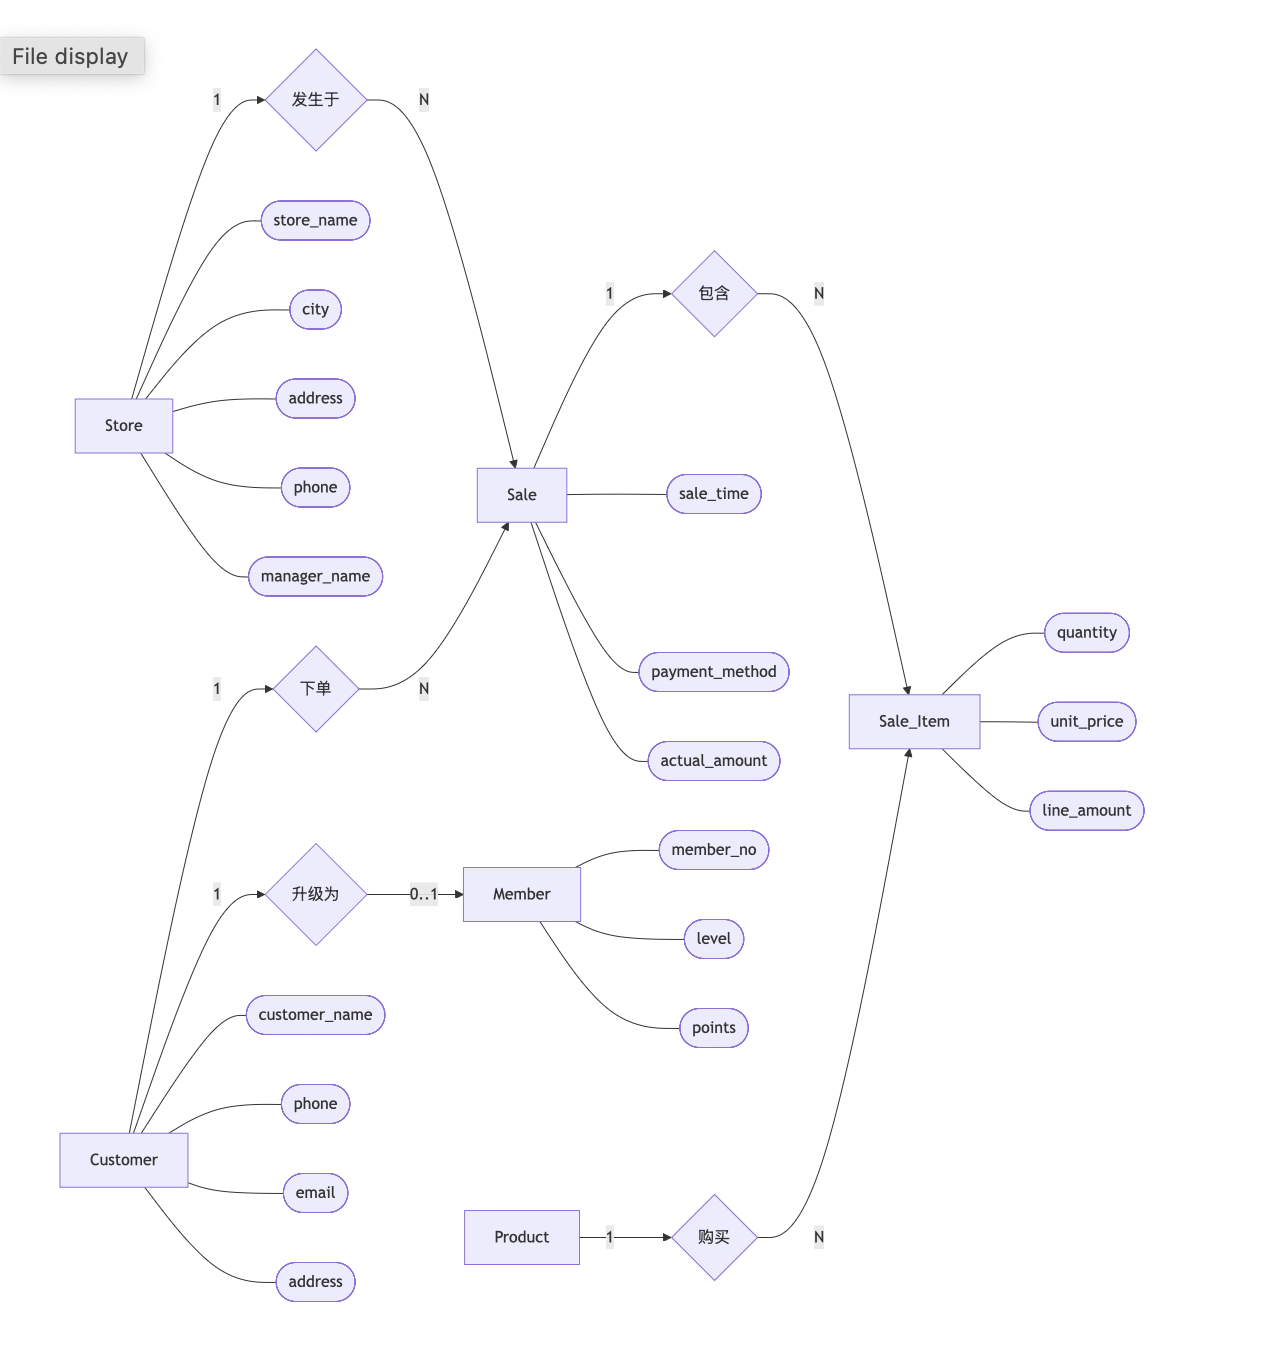 File display
1
发生于
N
store_name
city
address
Store
phone
manager_name
1
包含
N
Sale
sale_time
payment_method
actual_amount
1
下单
N
quantity
Sale_Item
unit_price
line_amount
1
升级为
0..1
Member
member_no
level
points
customer_name
phone
Customer
email
address
Product
1
购买
N